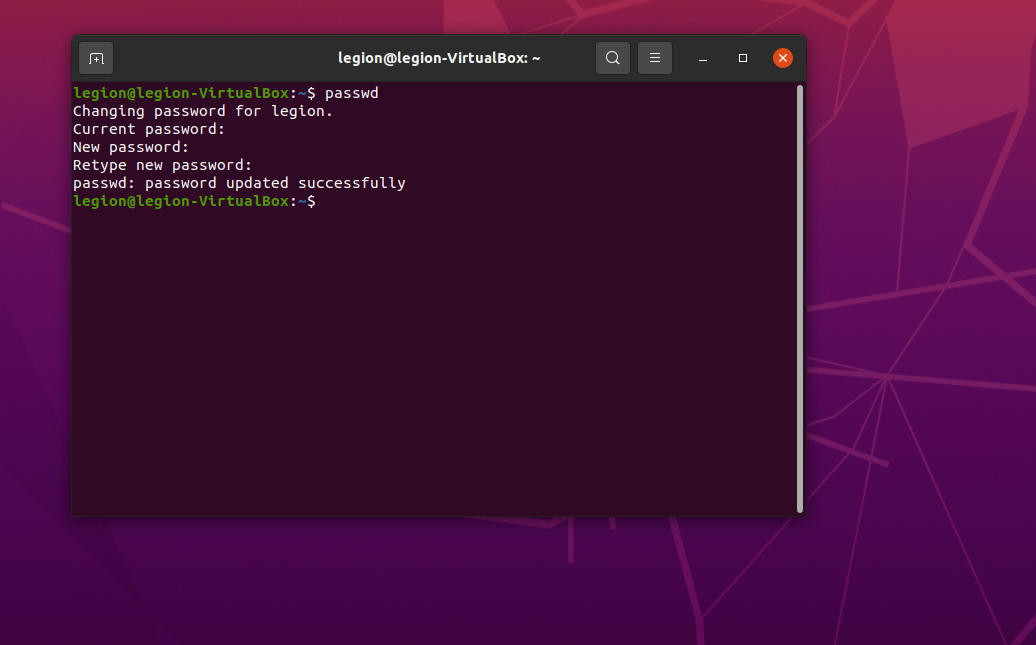 legion@legion-VirtualBox: ~
legion@legion-VirtualBox:~$ passwd
Changing password for legion.
Current password:
New password:
Retype new password:
passwd: password updated successfully
legion@legion-VirtualBox:~$